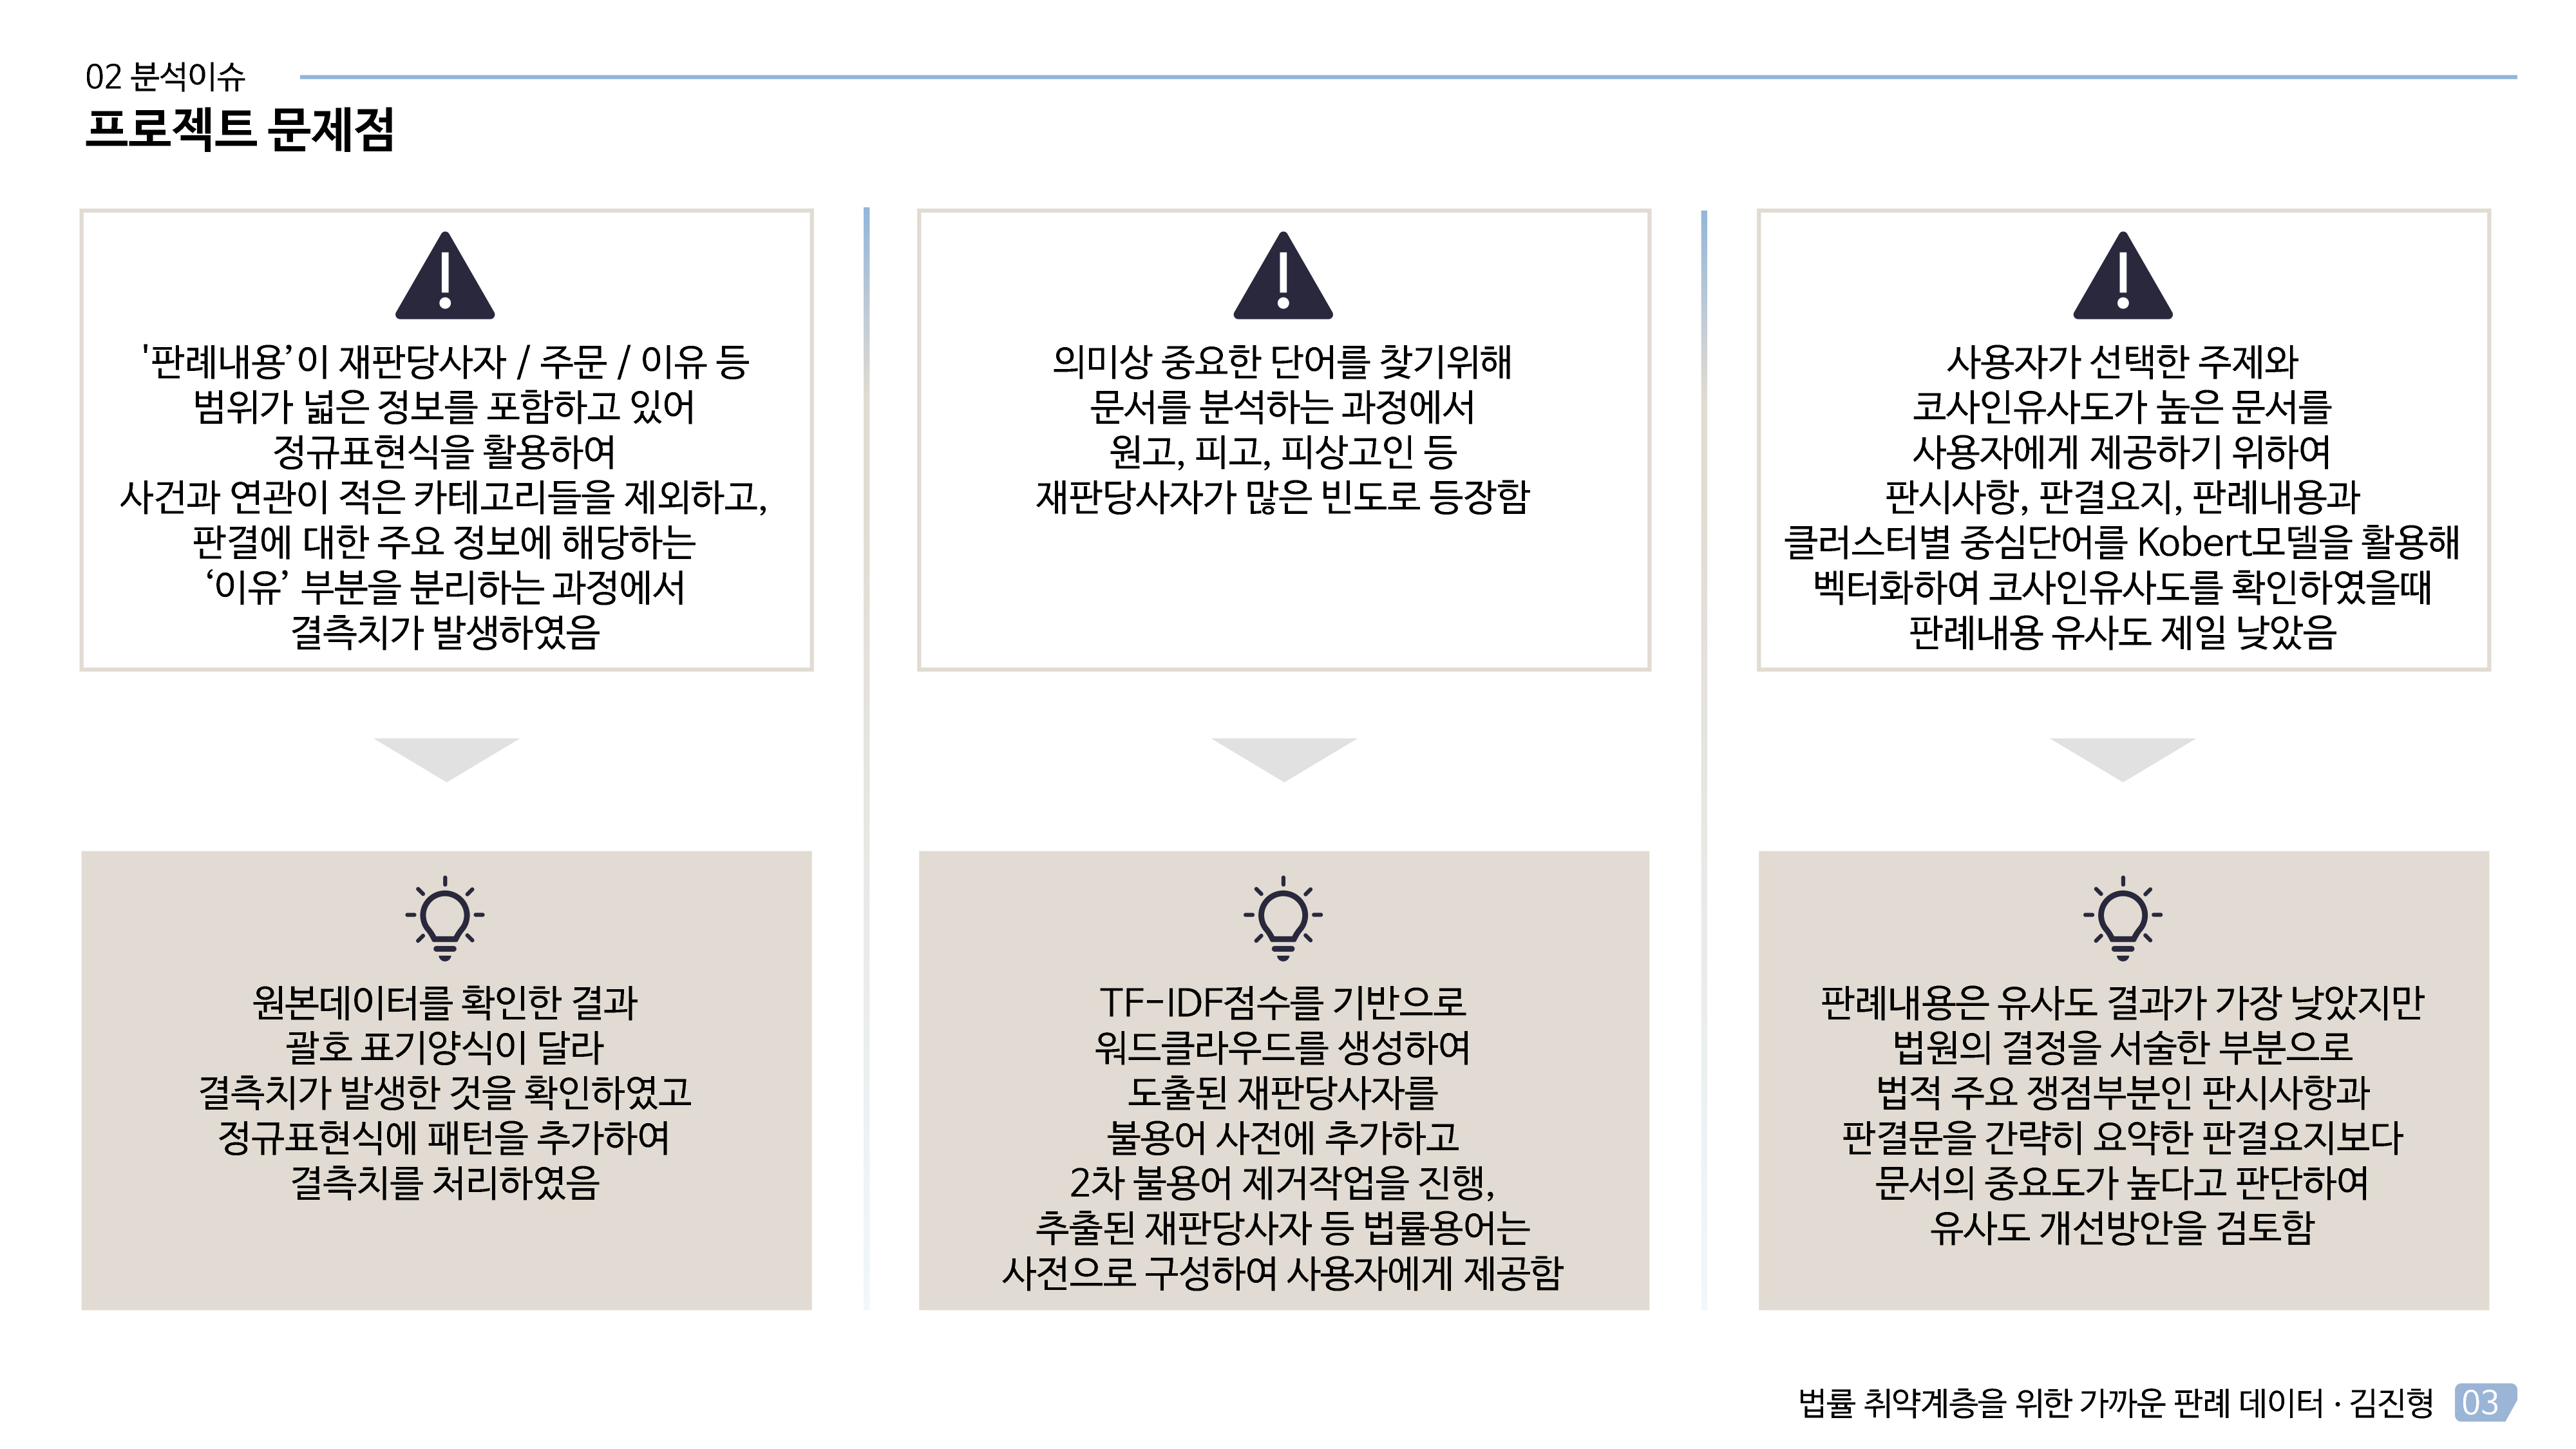 02 분석이슈
프로젝트 문제점
'판례내용’이 재판당사자 / 주문 / 이유 등
범위가 넓은 정보를 포함하고 있어
정규표현식을 활용하여
사건과 연관이 적은 카테고리들을 제외하고,
판결에 대한 주요 정보에 해당하는
‘이유’ 부분을 분리하는 과정에서
결측치가 발생하였음
원본데이터를 확인한 결과
괄호 표기양식이 달라
결측치가 발생한 것을 확인하였고
정규표현식에 패턴을 추가하여
결측치를 처리하였음
의미상 중요한 단어를 찾기위해
문서를 분석하는 과정에서
원고, 피고, 피상고인 등
재판당사자가 많은 빈도로 등장함
TF-IDF점수를 기반으로
워드클라우드를 생성하여
도출된 재판당사자를
불용어 사전에 추가하고
2차 불용어 제거작업을 진행,
추출된 재판당사자 등 법률용어는
사전으로 구성하여 사용자에게 제공함
사용자가 선택한 주제와
코사인유사도가 높은 문서를
사용자에게 제공하기 위하여
판시사항, 판결요지, 판례내용과
클러스터별 중심단어를 Kobert모델을 활용해
벡터화하여 코사인유사도를 확인하였을때
판례내용 유사도 제일 낮았음
판례내용은 유사도 결과가 가장 낮았지만
법원의 결정을 서술한 부분으로
법적 주요 쟁점부분인 판시사항과
판결문을 간략히 요약한 판결요지보다
문서의 중요도가 높다고 판단하여
유사도 개선방안을 검토함
법률 취약계층을 위한 가까운 판례 데이터 · 김진형 03